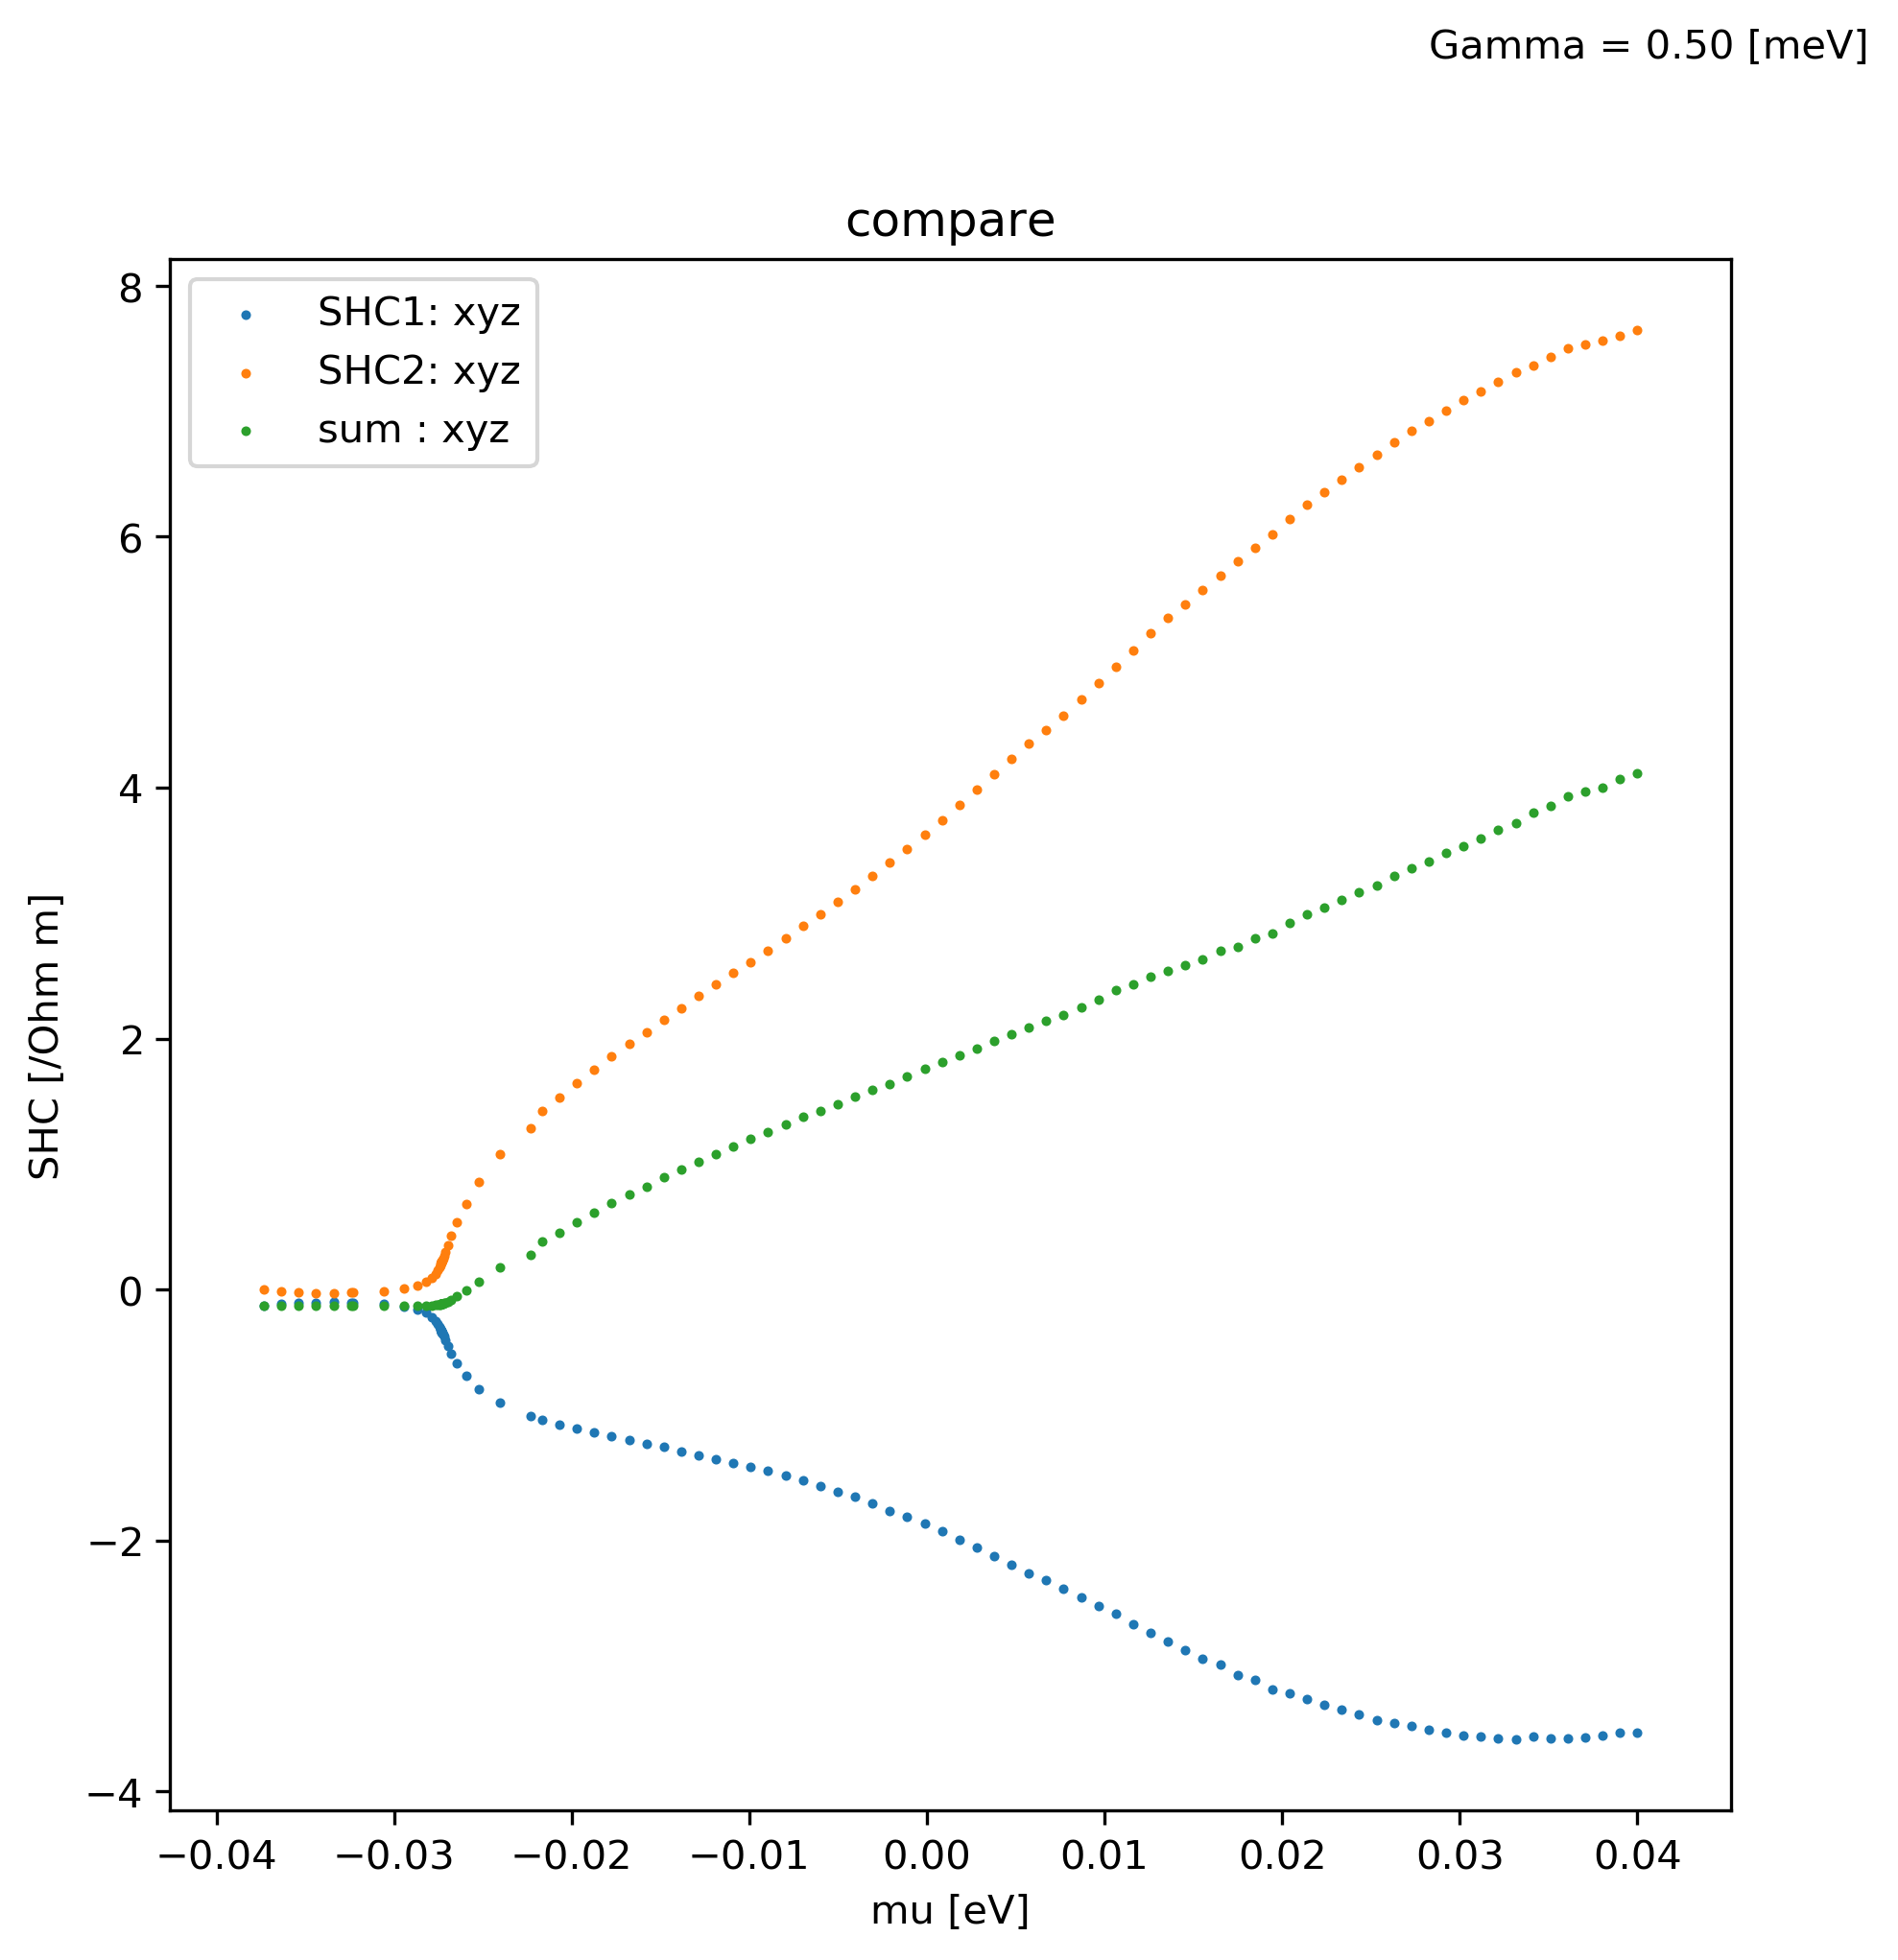 Gamma = 0.50 [meV]
compare
SHC1: xyz
SHC2: xyz
sum : xyz
8
6
4
2
0
−2
−4
SHC [/Ohm m]
−0.04 −0.03 −0.02 −0.01 0.00 0.01 0.02 0.03 0.04
mu [eV]